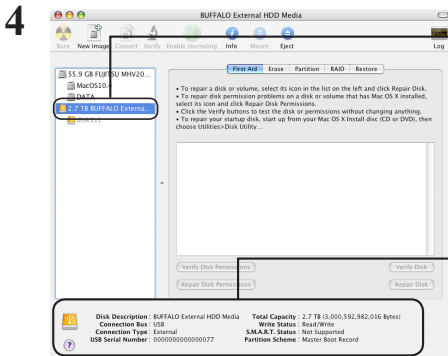 4
BUFFALO External HDD Media
Burn New Image Convert Verify Enable Journaling Info Mount Eject Log
First Aid Erase Partition RAID Restore
55.9 GB FUJITSU MHV20...
MacOS10.4
DATA
2.7 TB BUFFALO Externa...
disk1s1
• To repair a disk or volume, select its icon in the list on the left and click Repair Disk.
• To repair disk permission problems on a disk or volume that has Mac OS X installed,
select its icon and click Repair Disk Permissions.
• Click the Verify buttons to test the disk or permissions without changing anything.
• To repair your startup disk, start up from your Mac OS X Install disc (CD or DVD), then
choose Utilities>Disk Utility...
Verify Disk Permissions Verify Disk
Repair Disk Permissions Repair Disk
Disk Description : BUFFALO External HDD Media Total Capacity : 2.7 TB (3,000,592,982,016 Bytes)
Connection Bus : USB Write Status : Read/Write
Connection Type : External S.M.A.R.T. Status : Not Supported
USB Serial Number : 0000000000000077 Partition Scheme : Master Boot Record
?